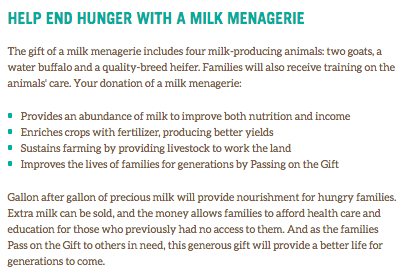 HELP END HUNGER WITH A MILK MENAGERIE
The gift of a milk menagerie includes four milk-producing animals: two goats, a
water buffalo and a quality-breed heifer. Families will also receive training on the
animals' care. Your donation of a milk menagerie:
Provides an abundance of milk to improve both nutrition and income
Enriches crops with fertilizer, producing better yields
Sustains farming by providing livestock to work the land
Improves the lives of families for generations by Passing on the Gift
Gallon after gallon of precious milk will provide nourishment for hungry families.
Extra milk can be sold, and the money allows families to afford health care and
education for those who previously had no access to them. And as the families
Pass on the Gift to others in need, this generous gift will provide a better life for
generations to come.